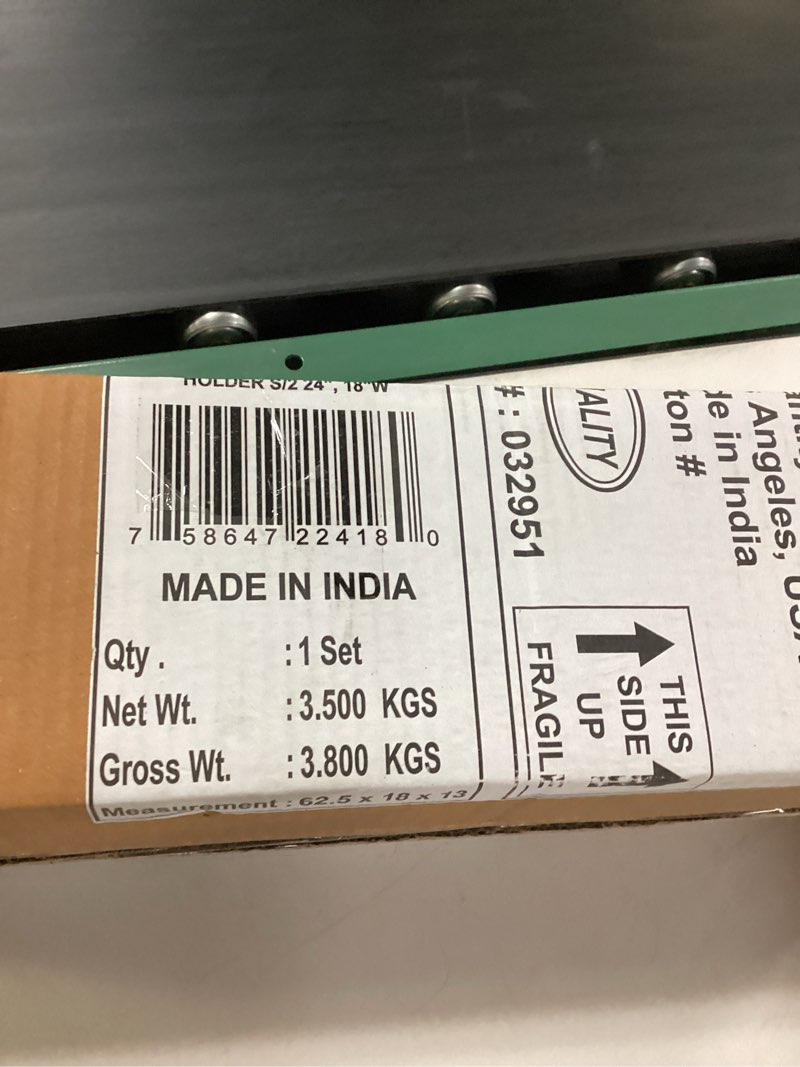 HOLDER S/2 24", 18"W
7 58647 22418 0
MADE IN INDIA
Qty . : 1 Set
Net Wt. : 3.500 KGS
Gross Wt. : 3.800 KGS
Measurement : 62.5 x 18 x 13
# : 032951
ALITY
ton #
de in India
Angeles, USA
THIS
SIDE
UP
FRAGILE